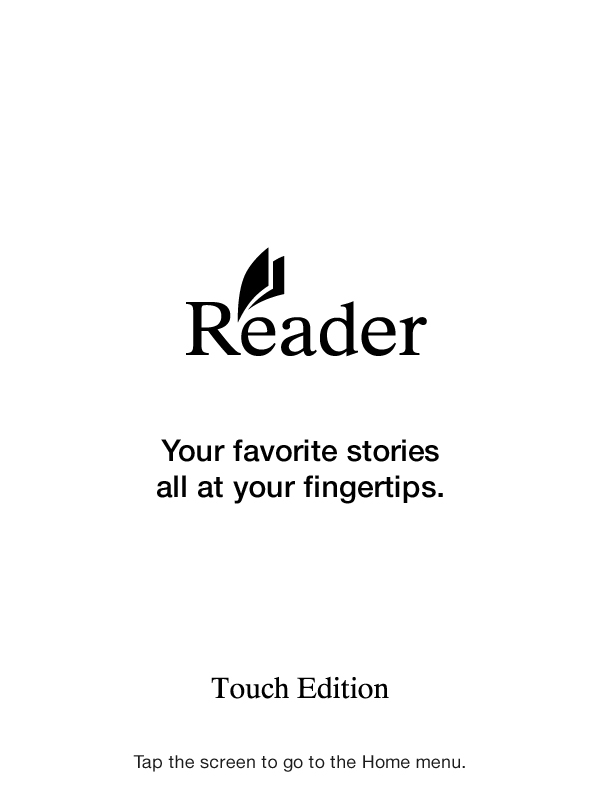 Reader
Your favorite stories
all at your fingertips.
Touch Edition
Tap the screen to go to the Home menu.